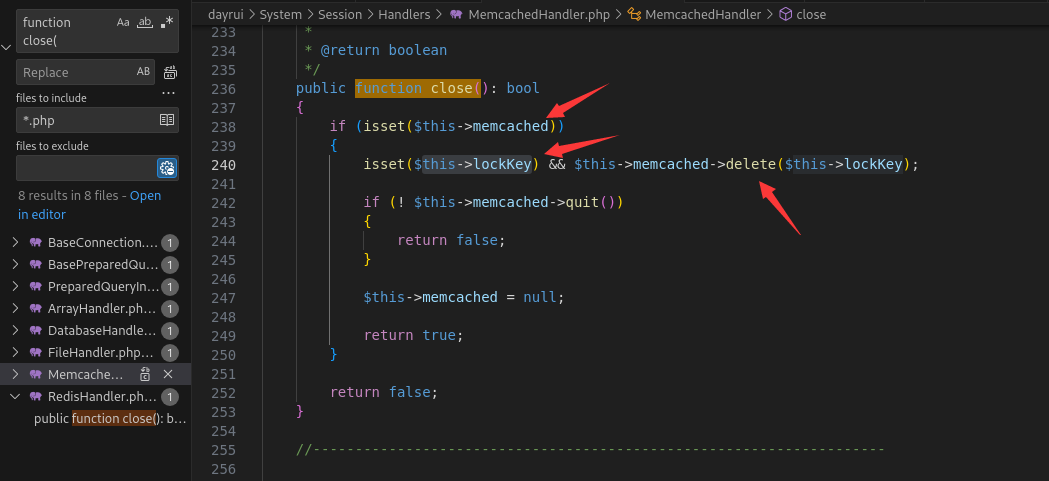 function close(
Aa ab .*
Replace
AB
...
files to include
*.php
files to exclude
8 results in 8 files - Open in editor
BaseConnection.... 1
BasePreparedQu... 1
PreparedQueryIn... 1
ArrayHandler.ph... 1
DatabaseHandle... 1
FileHandler.php... 1
Memcache...
RedisHandler.ph... 1
public function close(): b...
dayrui > System > Session > Handlers > MemcachedHandler.php > MemcachedHandler > close
233 *
234 * @return boolean
235 */
236 public function close(): bool
237 {
238 if (isset($this->memcached))
239 {
240 isset($this->lockKey) && $this->memcached->delete($this->lockKey);
241
242 if (! $this->memcached->quit())
243 {
244 return false;
245 }
246
247 $this->memcached = null;
248
249 return true;
250 }
251
252 return false;
253 }
254
255 //--------------------------------------------------------------------
256